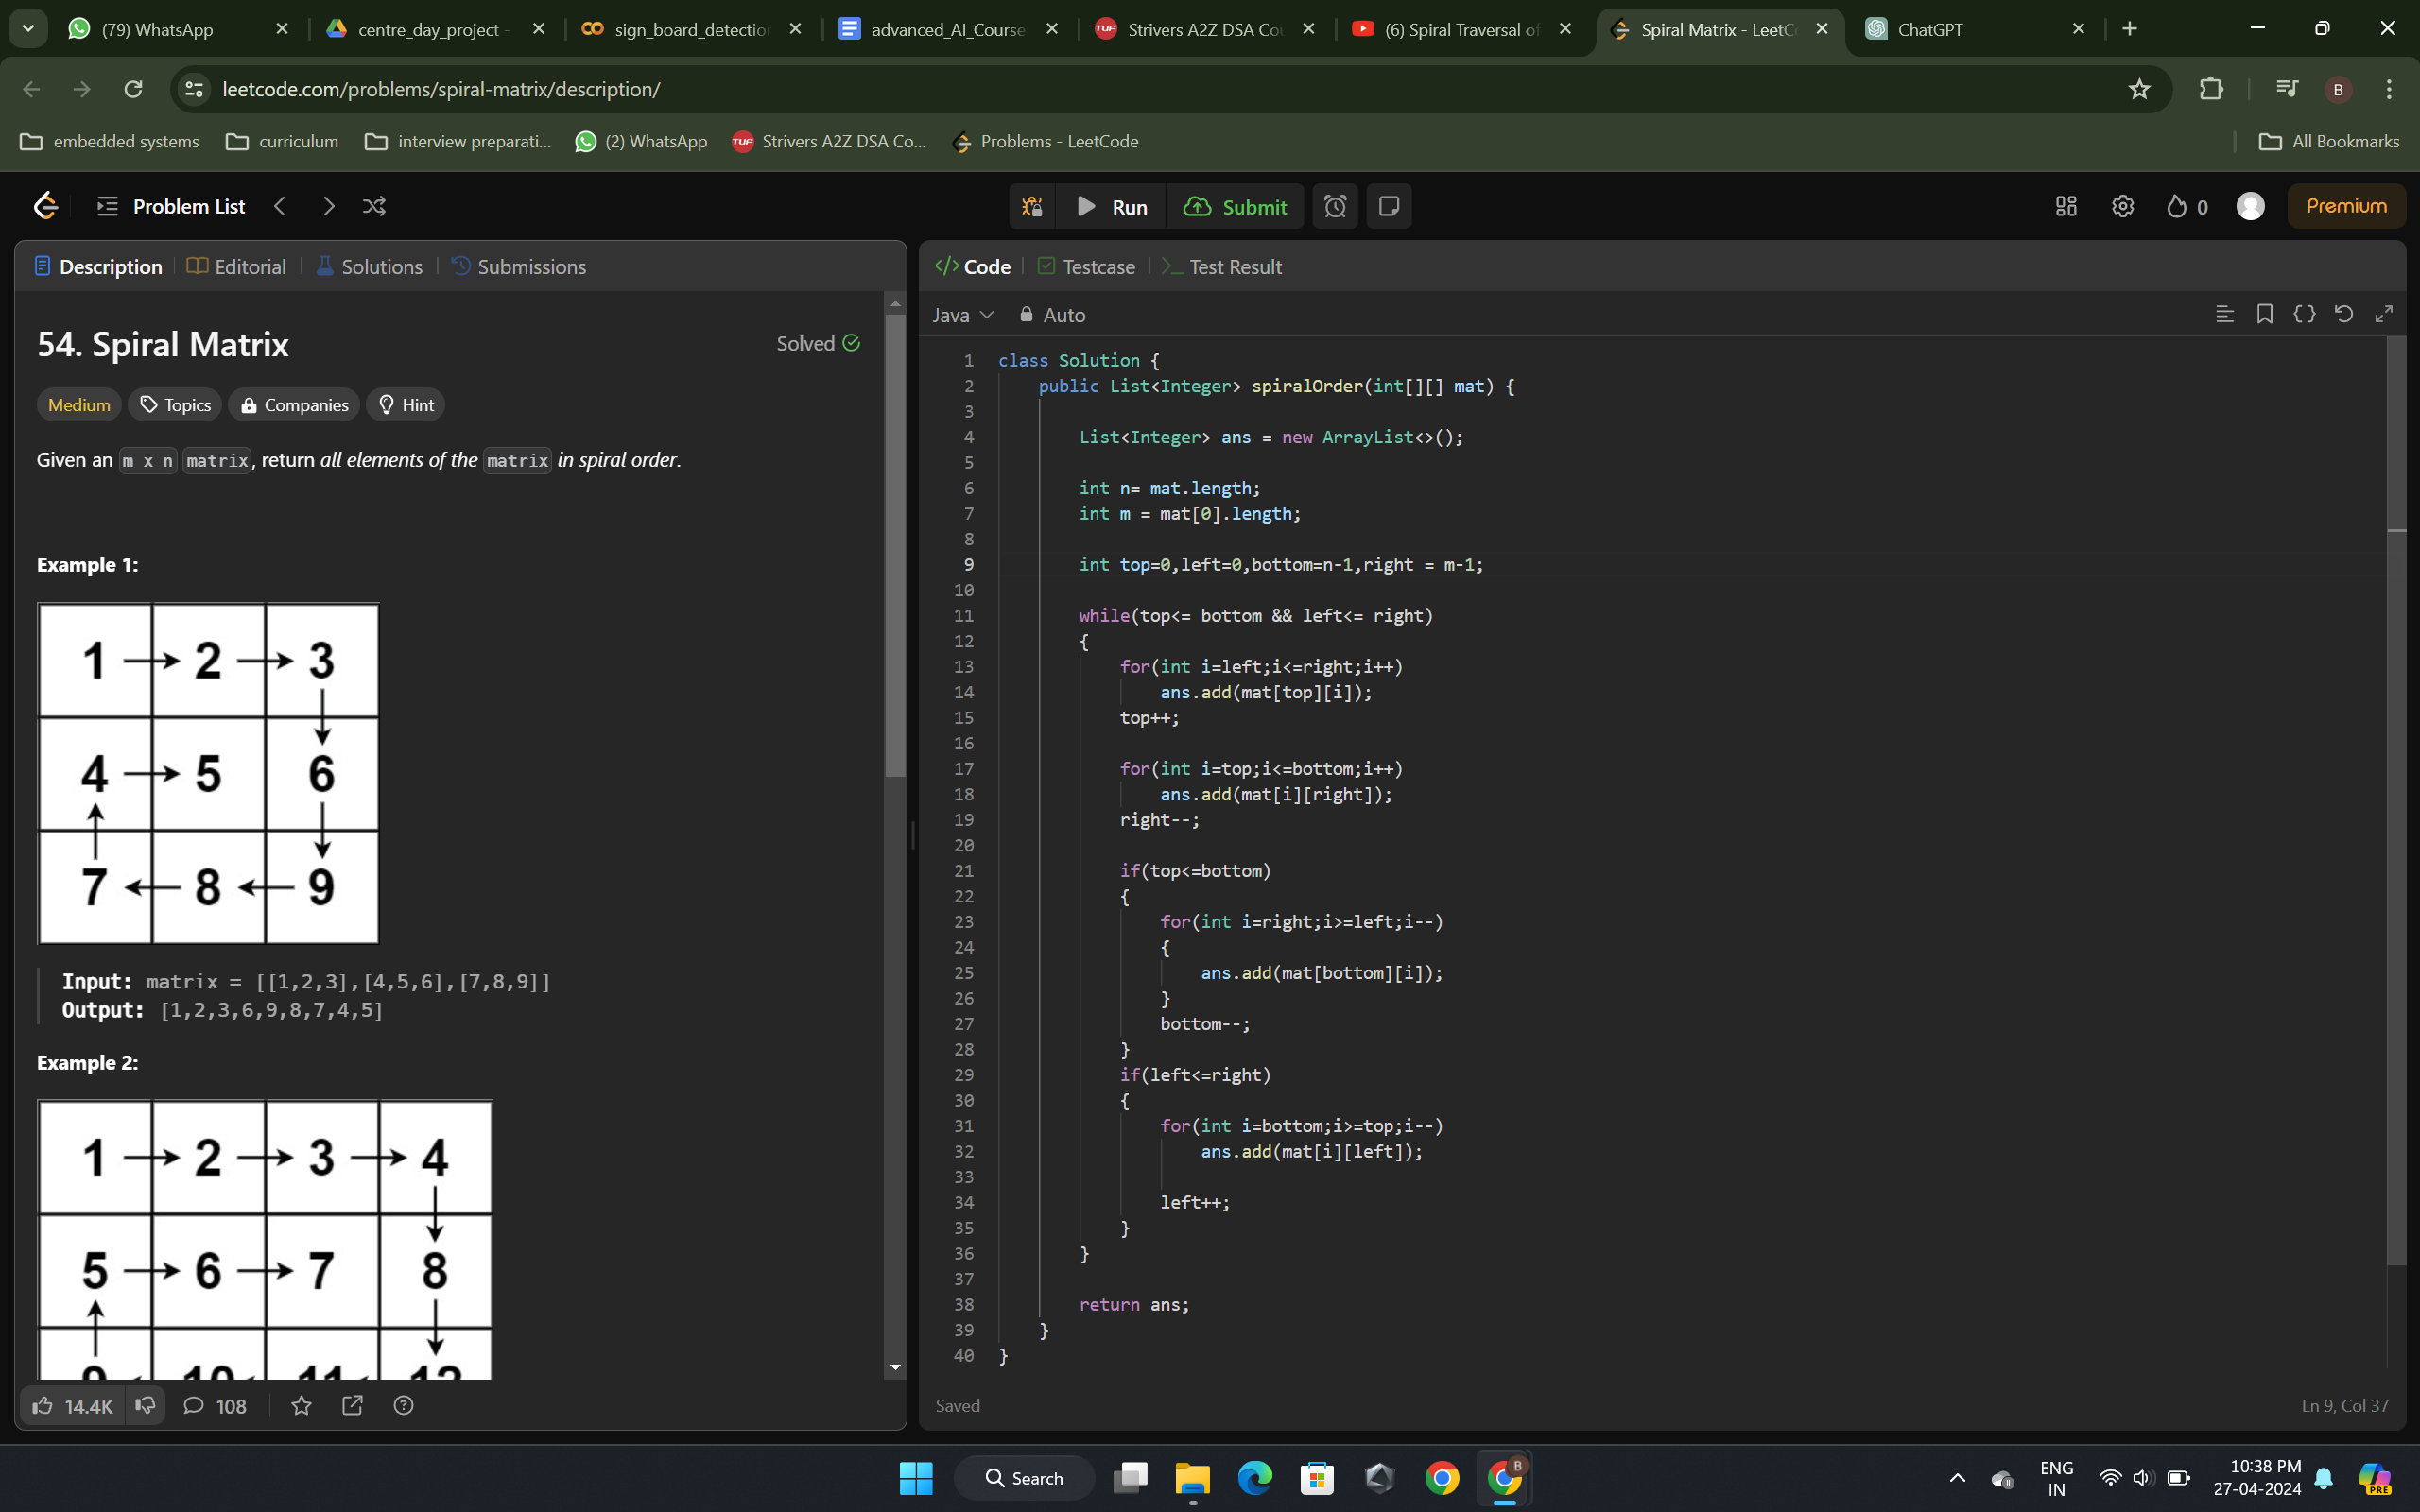 (79) WhatsApp
centre_day_project -
sign_board_detection
advanced_AI_Course
Strivers A2Z DSA Cou
(6) Spiral Traversal of
Spiral Matrix - LeetCo
ChatGPT
leetcode.com/problems/spiral-matrix/description/
B
embedded systems
curriculum
interview preparati...
(2) WhatsApp
TUF
Strivers A2Z DSA Co...
Problems - LeetCode
All Bookmarks
Problem List
Run
Submit
0
Premium
Description
Editorial
Solutions
Submissions
54. Spiral Matrix
Solved
Medium
Topics
Companies
Hint
Given an m x n matrix, return all elements of the matrix in spiral order.
Example 1:
1 2 3
4 5 6
7 8 9
Input: matrix = [[1,2,3],[4,5,6],[7,8,9]]
Output: [1,2,3,6,9,8,7,4,5]
Example 2:
1 2 3 4
5 6 7 8
9 10 11 12
14.4K
108
</> Code
Testcase
Test Result
Java
Auto
1 class Solution {
2 public List<Integer> spiralOrder(int[][] mat) {
3
4 List<Integer> ans = new ArrayList<>();
5
6 int n= mat.length;
7 int m = mat[0].length;
8
9 int top=0,left=0,bottom=n-1,right = m-1;
10
11 while(top<= bottom && left<= right)
12 {
13 for(int i=left;i<=right;i++)
14 ans.add(mat[top][i]);
15 top++;
16
17 for(int i=top;i<=bottom;i++)
18 ans.add(mat[i][right]);
19 right--;
20
21 if(top<=bottom)
22 {
23 for(int i=right;i>=left;i--)
24 {
25 ans.add(mat[bottom][i]);
26 }
27 bottom--;
28 }
29 if(left<=right)
30 {
31 for(int i=bottom;i>=top;i--)
32 ans.add(mat[i][left]);
33
34 left++;
35 }
36 }
37
38 return ans;
39 }
40 }
Saved
Ln 9, Col 37
Search
B
ENG
IN
10:38 PM
27-04-2024
PRE